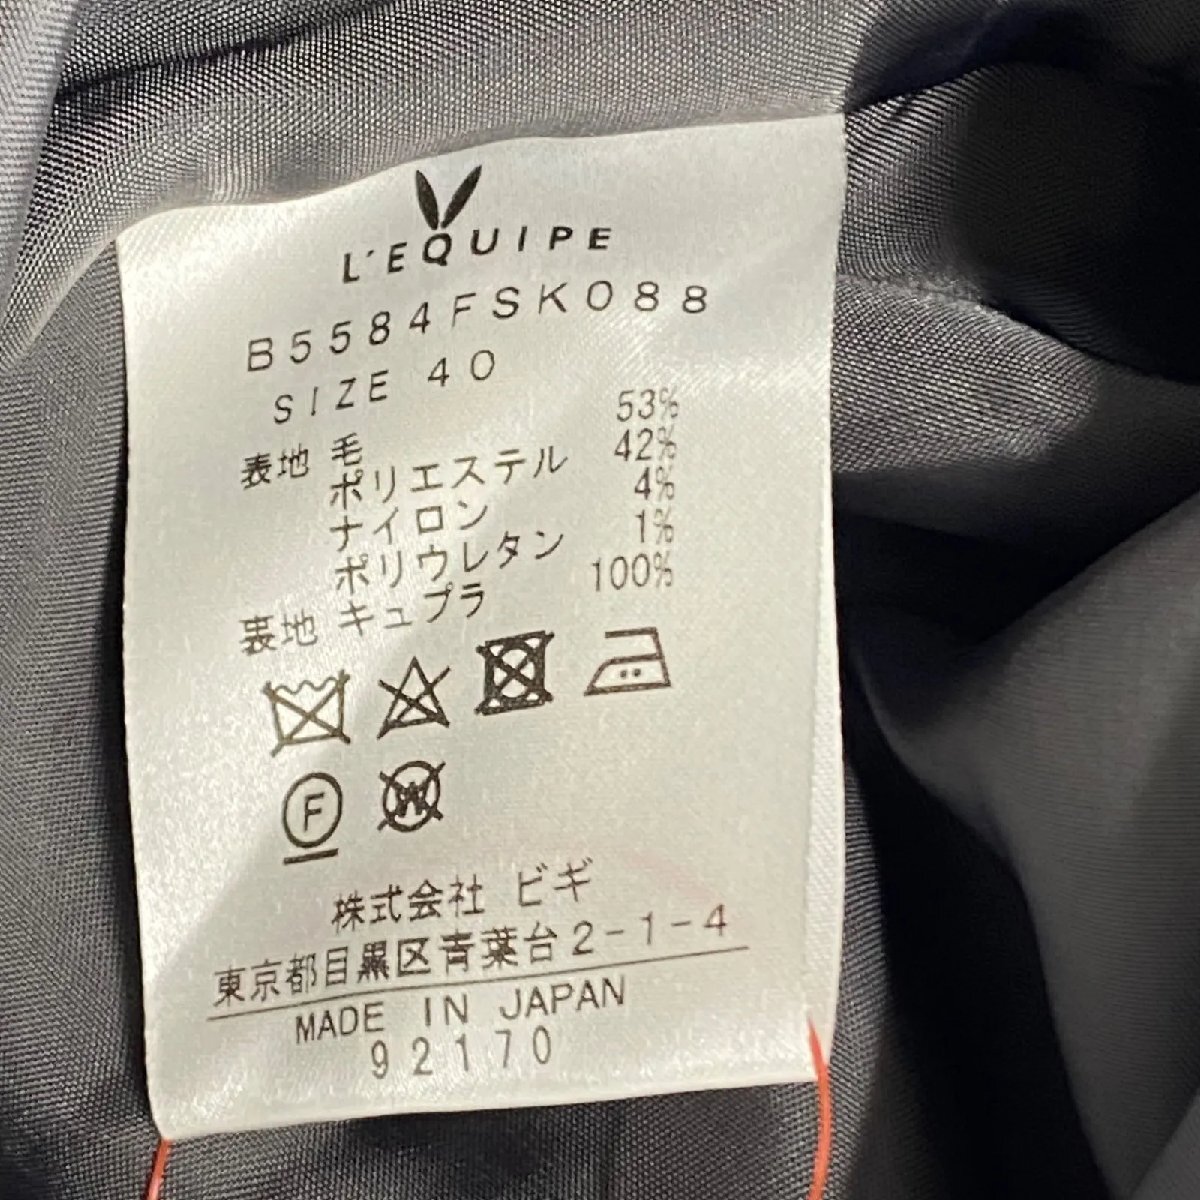 L'EQUIPE
B5584FSK088
SIZE 40
表地 毛 53%
ポリエステル 42%
ナイロン 4%
ポリウレタン 1%
裏地 キュプラ 100%
F W
株式会社 ビギ
東京都目黒区青葉台2-1-4
MADE IN JAPAN
92170